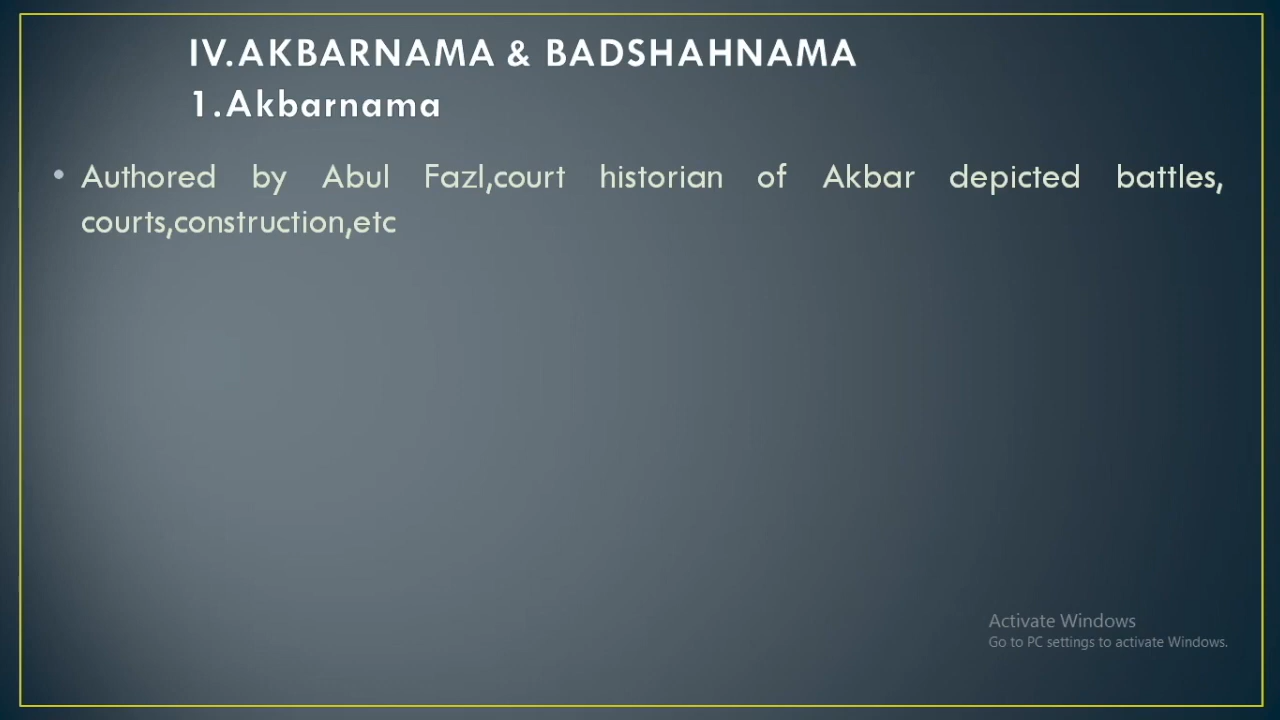 IV.AKBARNAMA & BADSHAHNAMA
1.Akbarnama
• Authored by Abul Fazl,court historian of Akbar depicted battles,
courts,construction,etc
Activate Windows
Go to PC settings to activate Windows.